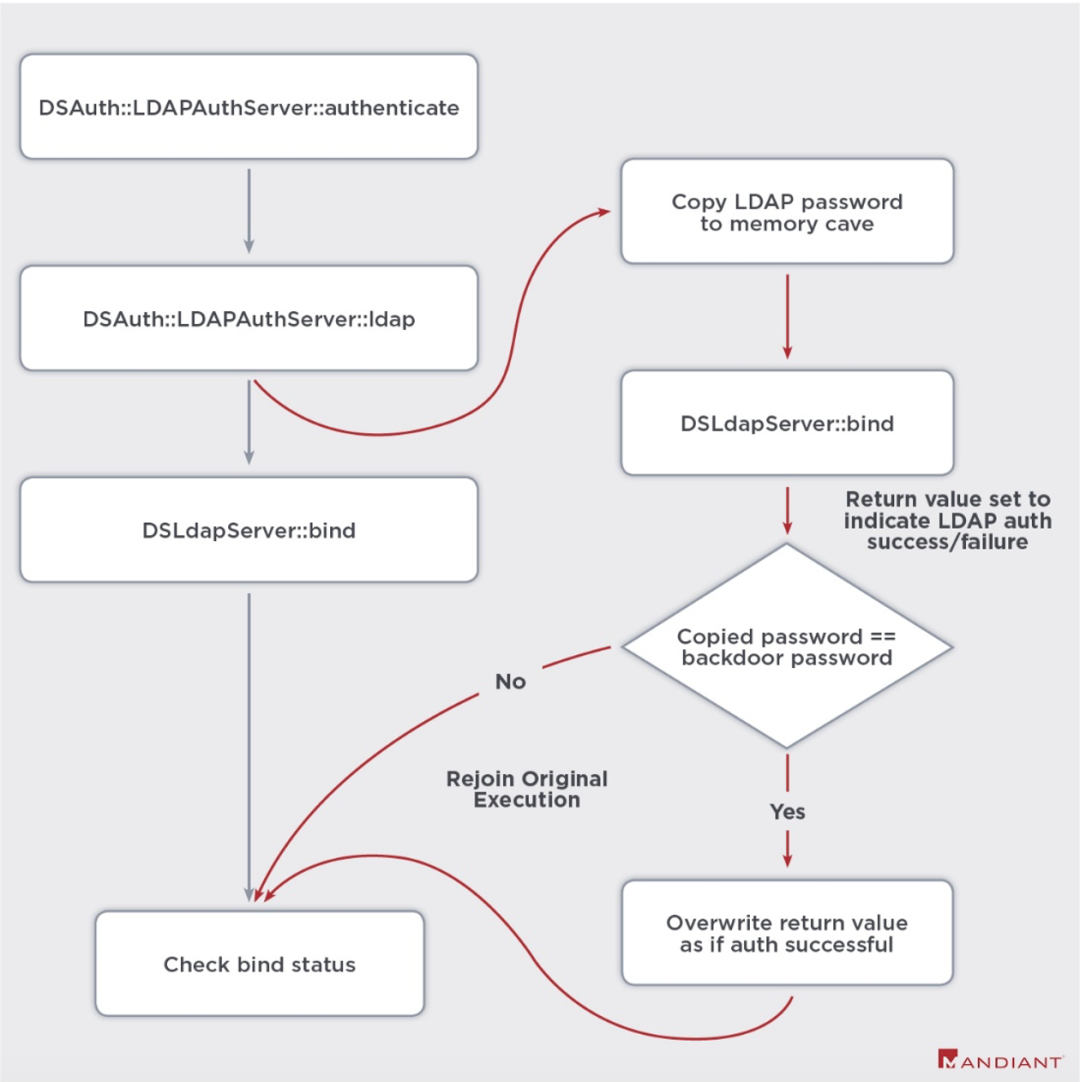 DSAuth::LDAPAuthServer::authenticate
DSAuth::LDAPAuthServer::ldap
DSLdapServer::bind
Copy LDAP password
to memory cave
DSLdapServer::bind
Return value set to
indicate LDAP auth
success/failure
Copied password ==
backdoor password
No
Rejoin Original
Execution
Yes
Overwrite return value
as if auth successful
Check bind status
MANDIANT